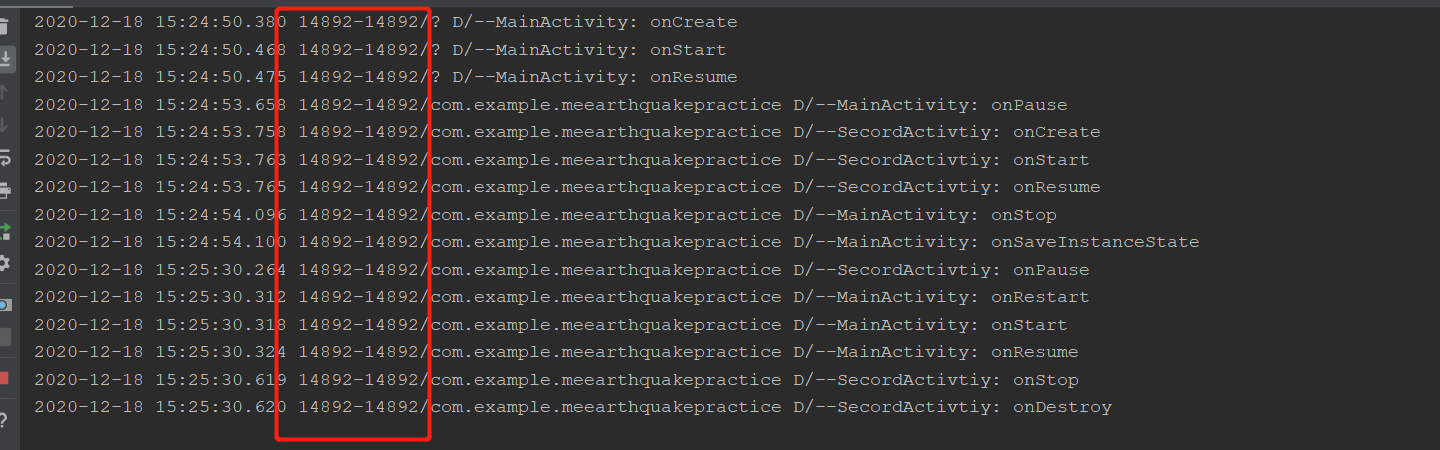 2020-12-18 15:24:50.380 14892-14892/? D/--MainActivity: onCreate
2020-12-18 15:24:50.468 14892-14892/? D/--MainActivity: onStart
2020-12-18 15:24:50.475 14892-14892/? D/--MainActivity: onResume
2020-12-18 15:24:53.658 14892-14892/com.example.meearthquakepractice D/--MainActivity: onPause
2020-12-18 15:24:53.758 14892-14892/com.example.meearthquakepractice D/--SecordActivtiy: onCreate
2020-12-18 15:24:53.763 14892-14892/com.example.meearthquakepractice D/--SecordActivtiy: onStart
2020-12-18 15:24:53.765 14892-14892/com.example.meearthquakepractice D/--SecordActivtiy: onResume
2020-12-18 15:24:54.096 14892-14892/com.example.meearthquakepractice D/--MainActivity: onStop
2020-12-18 15:24:54.100 14892-14892/com.example.meearthquakepractice D/--MainActivity: onSaveInstanceState
2020-12-18 15:25:30.264 14892-14892/com.example.meearthquakepractice D/--SecordActivtiy: onPause
2020-12-18 15:25:30.312 14892-14892/com.example.meearthquakepractice D/--MainActivity: onRestart
2020-12-18 15:25:30.318 14892-14892/com.example.meearthquakepractice D/--MainActivity: onStart
2020-12-18 15:25:30.324 14892-14892/com.example.meearthquakepractice D/--MainActivity: onResume
2020-12-18 15:25:30.619 14892-14892/com.example.meearthquakepractice D/--SecordActivtiy: onStop
2020-12-18 15:25:30.620 14892-14892/com.example.meearthquakepractice D/--SecordActivtiy: onDestroy